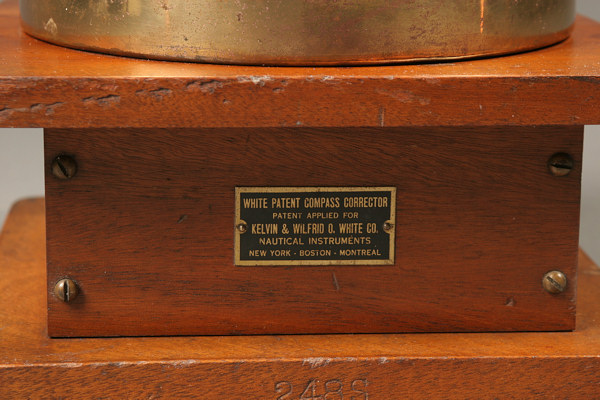 WHITE PATENT COMPASS CORRECTOR
PATENT APPLIED FOR
KELVIN & WILFRID O. WHITE CO.
NAUTICAL INSTRUMENTS
NEW YORK - BOSTON - MONTREAL